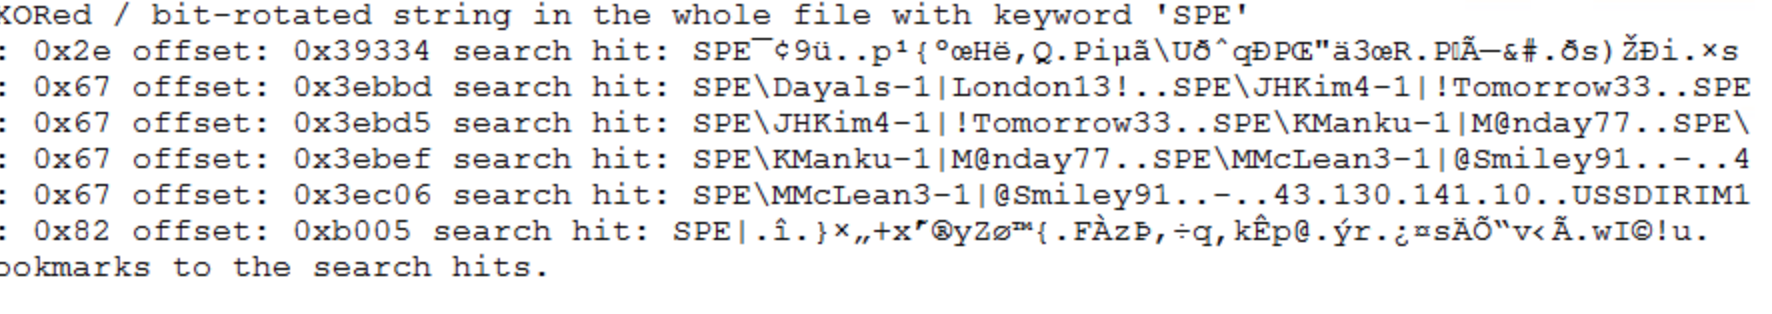 XORed / bit-rotated string in the whole file with keyword 'SPE'
: 0x2e offset: 0x39334 search hit: SPE¯¢9ü..p¹{°œHë,Q.Piµã\Uðˆq�ÐPŒ"ä3œR.PÃ—&#.ðs)ŽÐi.×s
: 0x67 offset: 0x3ebbd search hit: SPE\Dayals-1|London13!..SPE\JHKim4-1|!Tomorrow33..SPE
: 0x67 offset: 0x3ebd5 search hit: SPE\JHKim4-1|!Tomorrow33..SPE\KManku-1|M@nday77..SPE\
: 0x67 offset: 0x3ebef search hit: SPE\KManku-1|M@nday77..SPE\MMcLean3-1|@Smiley91..-..4
: 0x67 offset: 0x3ec06 search hit: SPE\MMcLean3-1|@Smiley91..-..43.130.141.10..USSDIRIM1
: 0x82 offset: 0xb005 search hit: SPE|.î.}×„+x®yZø™{.FÀzÞ,÷q,kÊp@.ýr.¿¤sÄÕ‟v‹Ã.wI©!u.
ookmarks to the search hits.